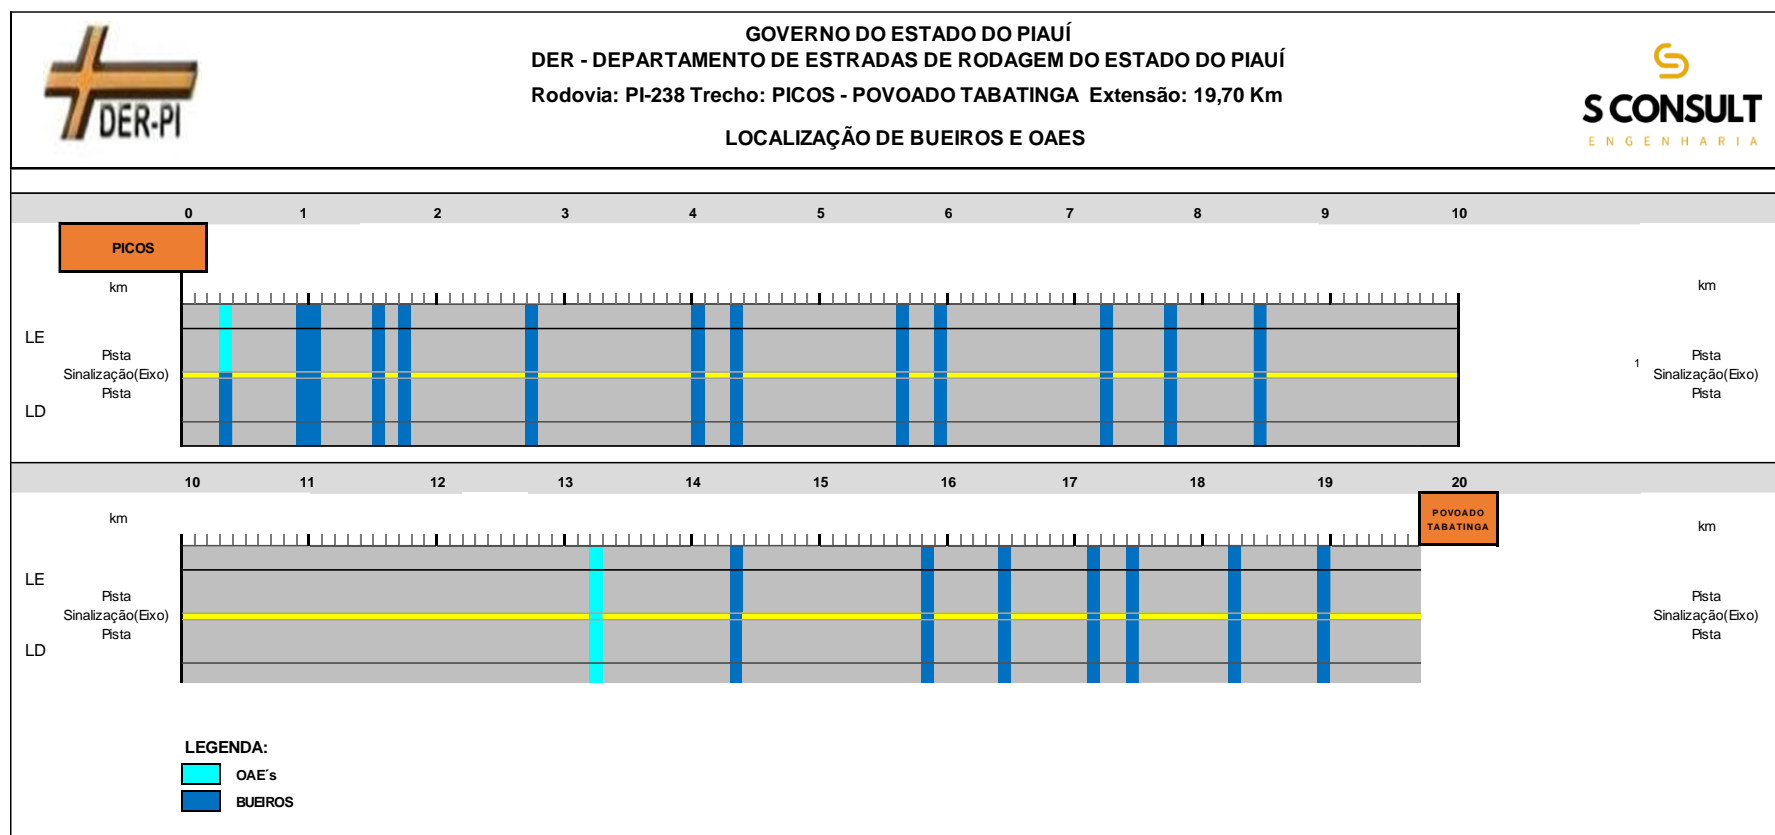 DER-PI
GOVERNO DO ESTADO DO PIAUÍ
DER - DEPARTAMENTO DE ESTRADAS DE RODAGEM DO ESTADO DO PIAUÍ
Rodovia: PI-238 Trecho: PICOS - POVOADO TABATINGA Extensão: 19,70 Km
LOCALIZAÇÃO DE BUEIROS E OAES
S CONSULT
ENGENHARIA
0 1 2 3 4 5 6 7 8 9 10
PICOS
km km
LE
Pista 1 Pista
Sinalização(Eixo) Sinalização(Eixo)
Pista Pista
LD
10 11 12 13 14 15 16 17 18 19 20
POVOADO
TABATINGA
km km
LE
Pista Pista
Sinalização(Eixo) Sinalização(Eixo)
Pista Pista
LD
LEGENDA:
OAE´s
BUEIROS